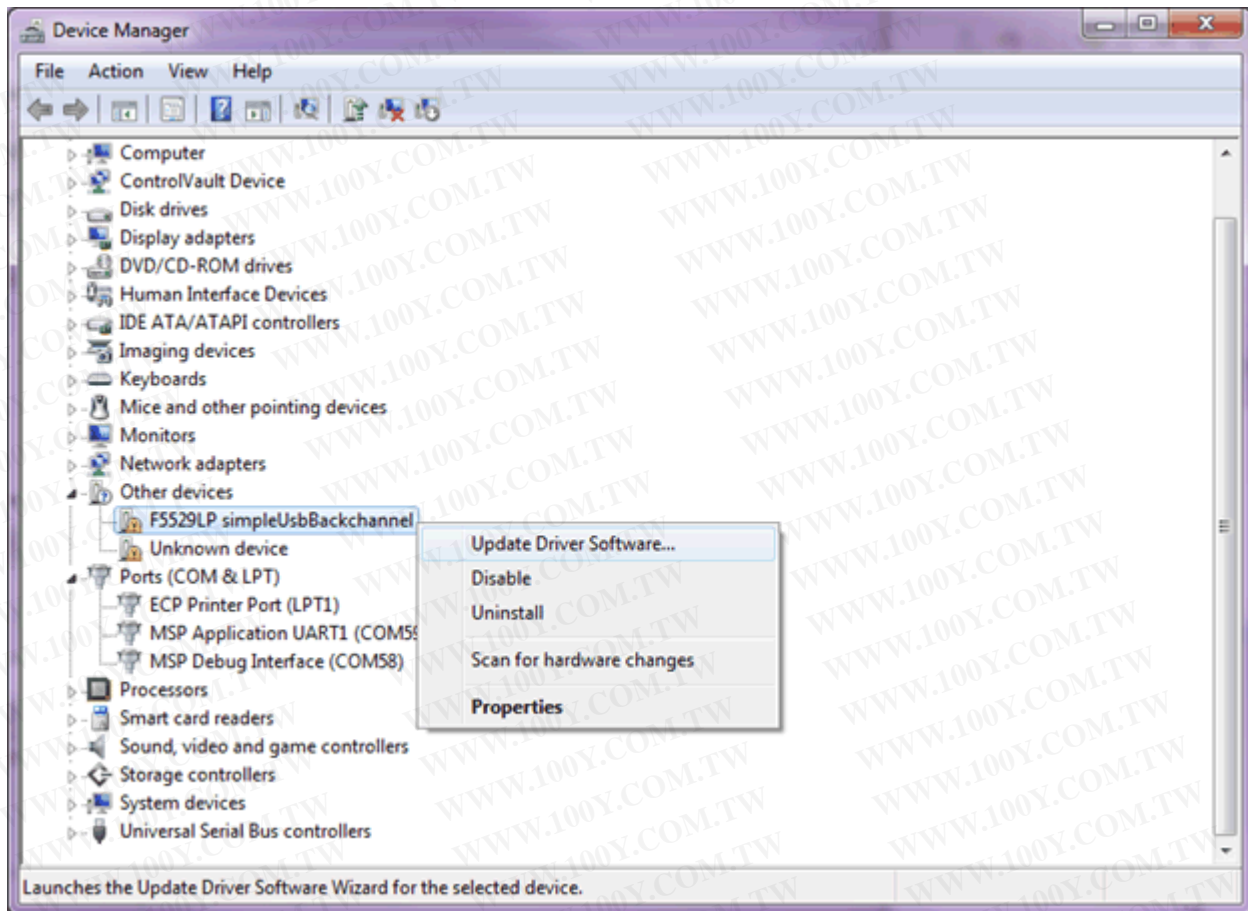 Device Manager
File Action View Help
Computer
ControlVault Device
Disk drives
Display adapters
DVD/CD-ROM drives
Human Interface Devices
IDE ATA/ATAPI controllers
Imaging devices
Keyboards
Mice and other pointing devices
Monitors
Network adapters
Other devices
F5529LP simpleUsbBackchannel
Unknown device
Ports (COM & LPT)
ECP Printer Port (LPT1)
MSP Application UART1 (COM59
MSP Debug Interface (COM58)
Processors
Smart card readers
Sound, video and game controllers
Storage controllers
System devices
Universal Serial Bus controllers
Update Driver Software...
Disable
Uninstall
Scan for hardware changes
Properties
Launches the Update Driver Software Wizard for the selected device.
WWW.100Y.COM.TW